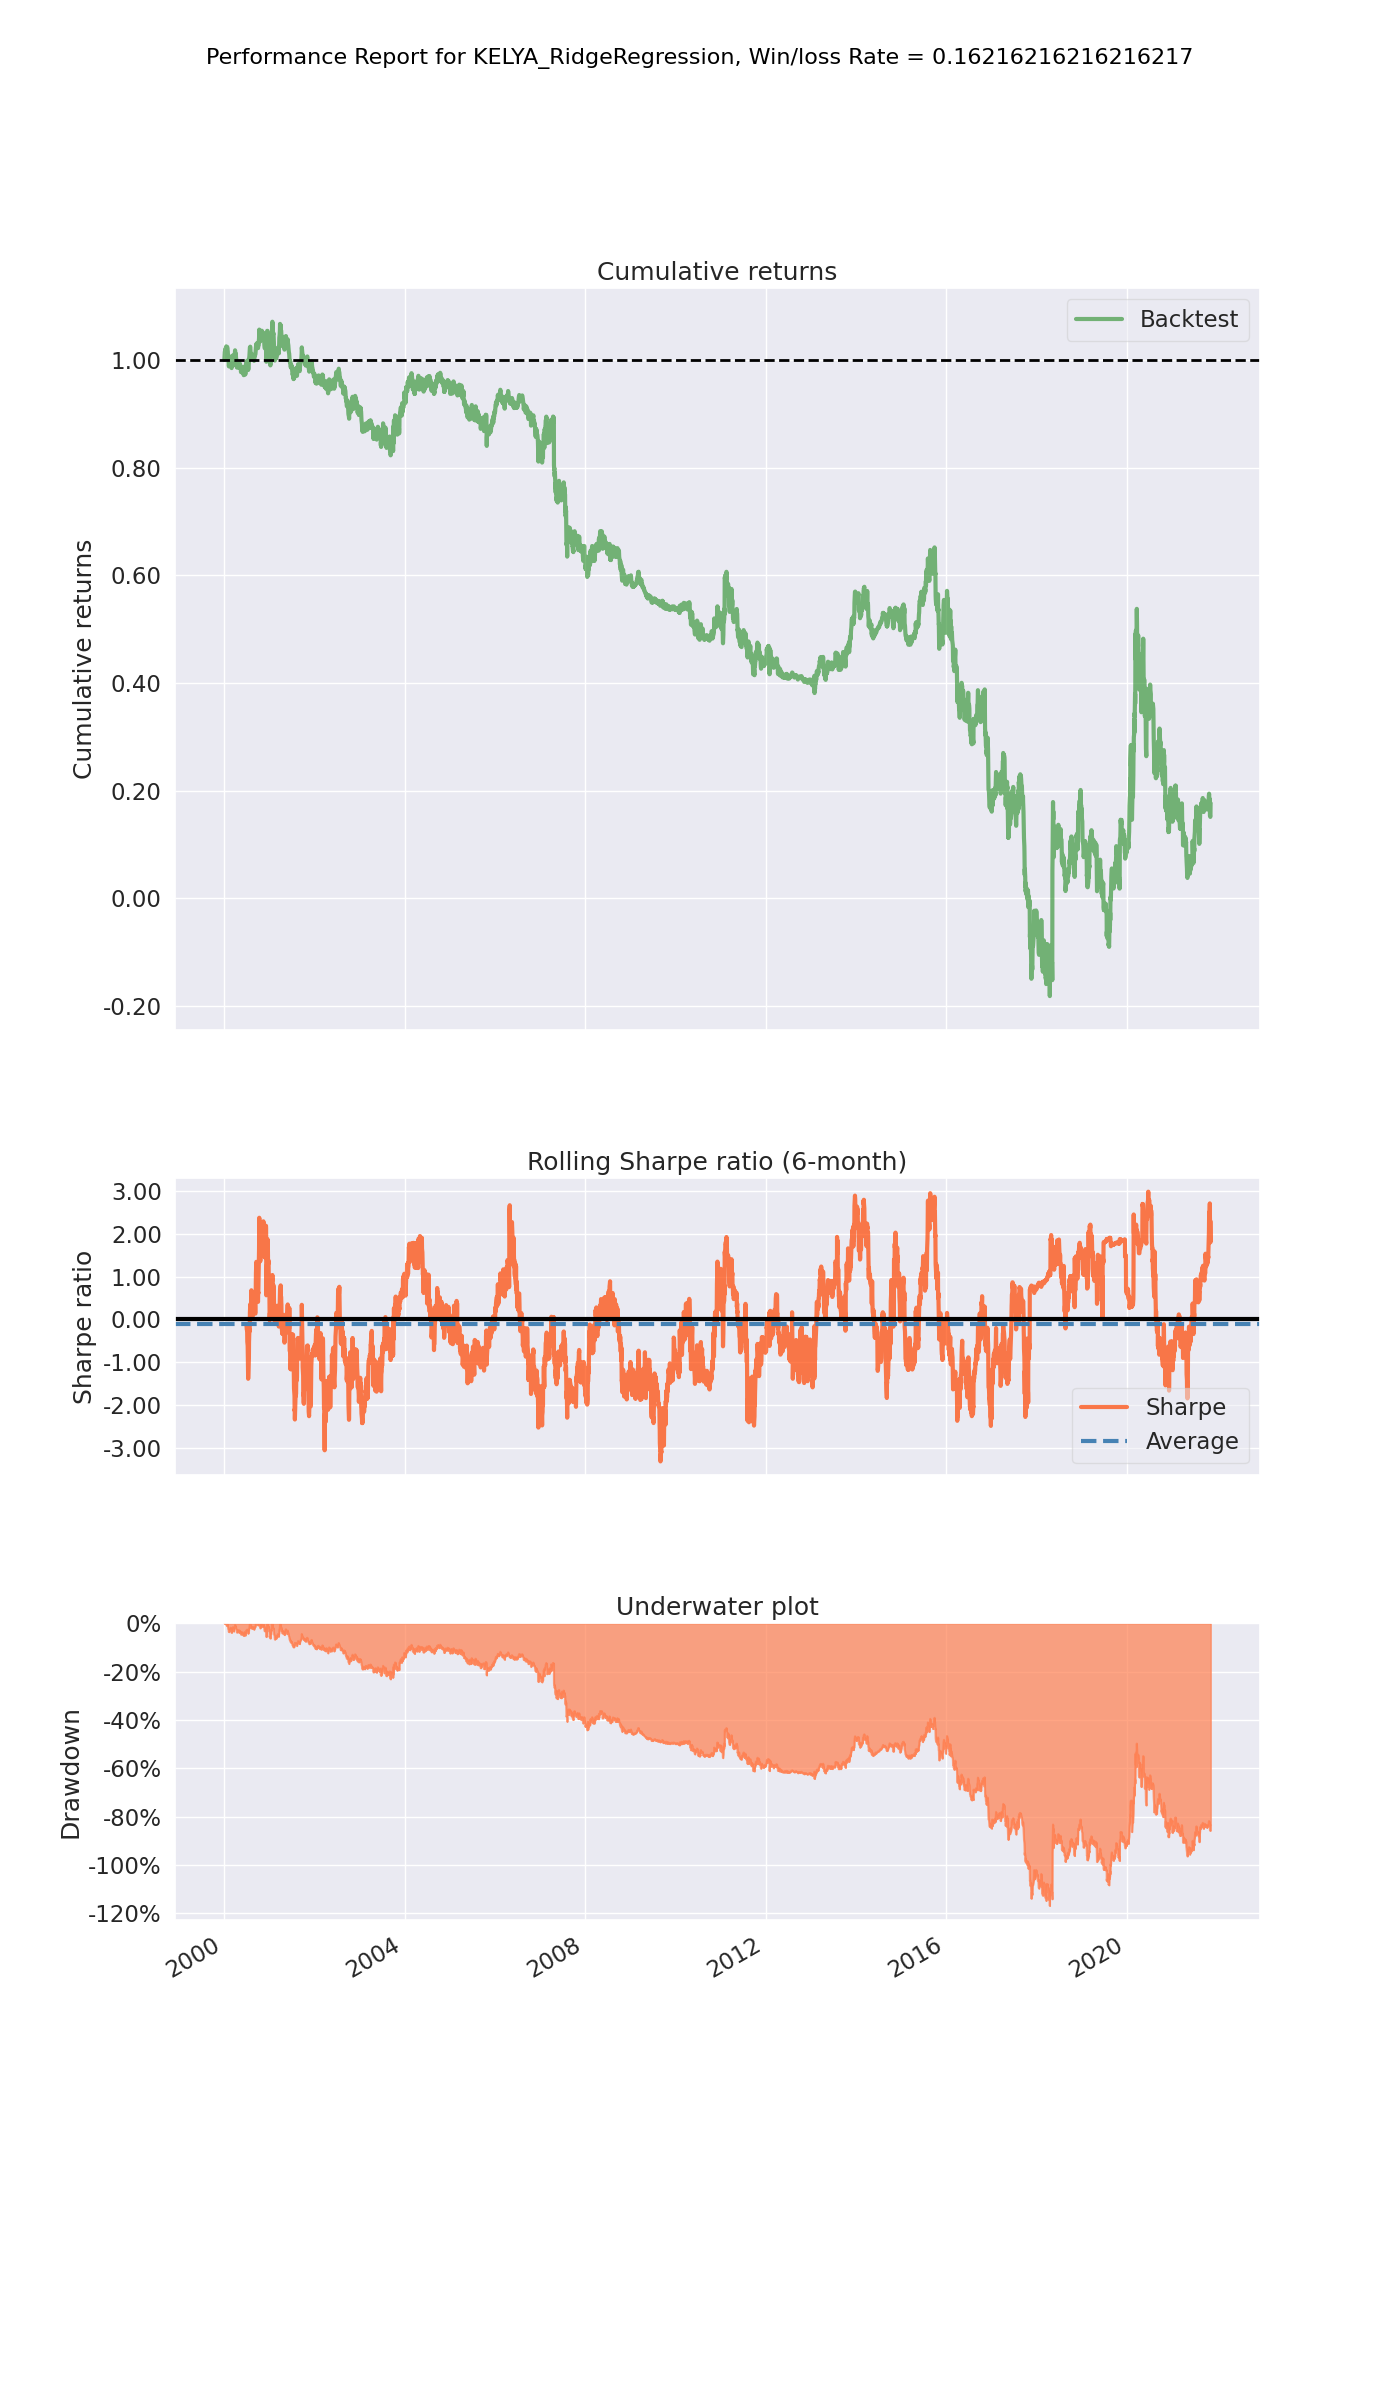 Performance Report for KELYA_RidgeRegression, Win/loss Rate = 0.16216216216216217
Cumulative returns
Backtest
1.00
0.80
0.60
0.40
0.20
0.00
-0.20
Cumulative returns
Rolling Sharpe ratio (6-month)
3.00
2.00
1.00
0.00
-1.00
-2.00
-3.00
Sharpe ratio
Sharpe
Average
Underwater plot
0%
-20%
-40%
-60%
-80%
-100%
-120%
Drawdown
2000
2004
2008
2012
2016
2020